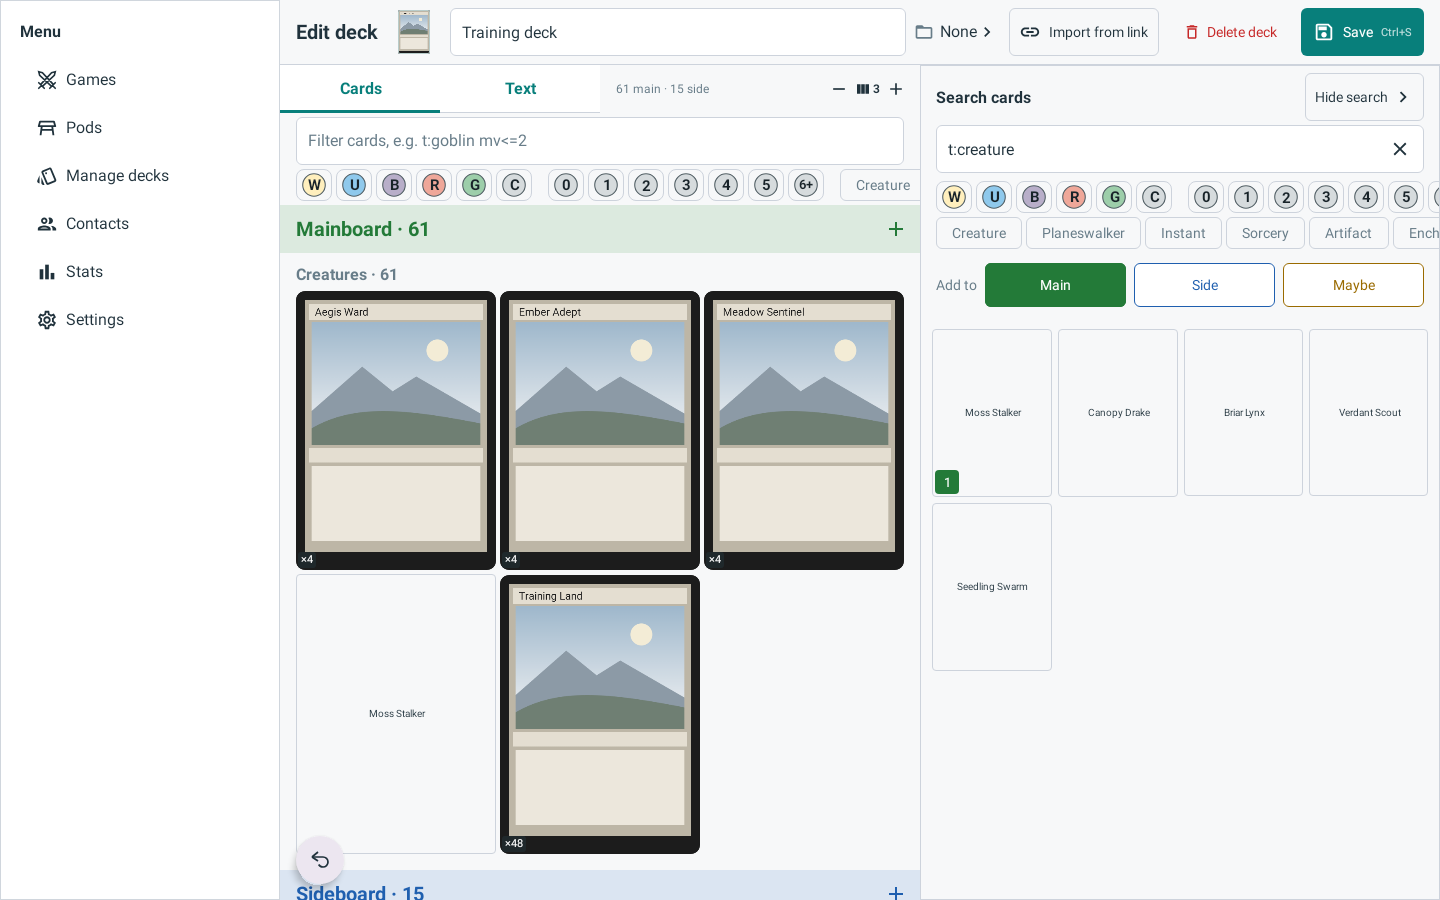 Menu
Games
Pods
Manage decks
Contacts
Stats
Settings
Edit deck
Training deck
None
Import from link
Delete deck
Save Ctrl+S
Cards
Text
61 main · 15 side
3
Filter cards, e.g. t:goblin mv<=2
W U B R G C 0 1 2 3 4 5 6+ Creature
Mainboard · 61
Creatures · 61
Aegis Ward
×4
Ember Adept
×4
Meadow Sentinel
×4
Moss Stalker
Training Land
×48
Sideboard · 15
Search cards
Hide search
t:creature
W U B R G C 0 1 2 3 4 5
Creature Planeswalker Instant Sorcery Artifact Ench
Add to Main Side Maybe
Moss Stalker
1
Canopy Drake
Briar Lynx
Verdant Scout
Seedling Swarm